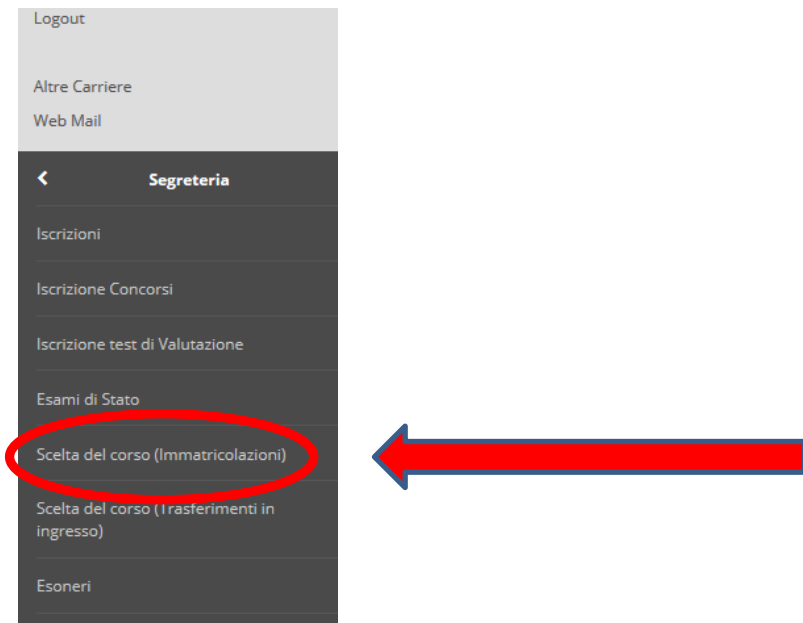 Logout
Altre Carriere
Web Mail
Segreteria
Iscrizioni
Iscrizione Concorsi
Iscrizione test di Valutazione
Esami di Stato
Scelta del corso (Immatricolazioni)
Scelta del corso (Trasferimenti in
ingresso)
Esoneri